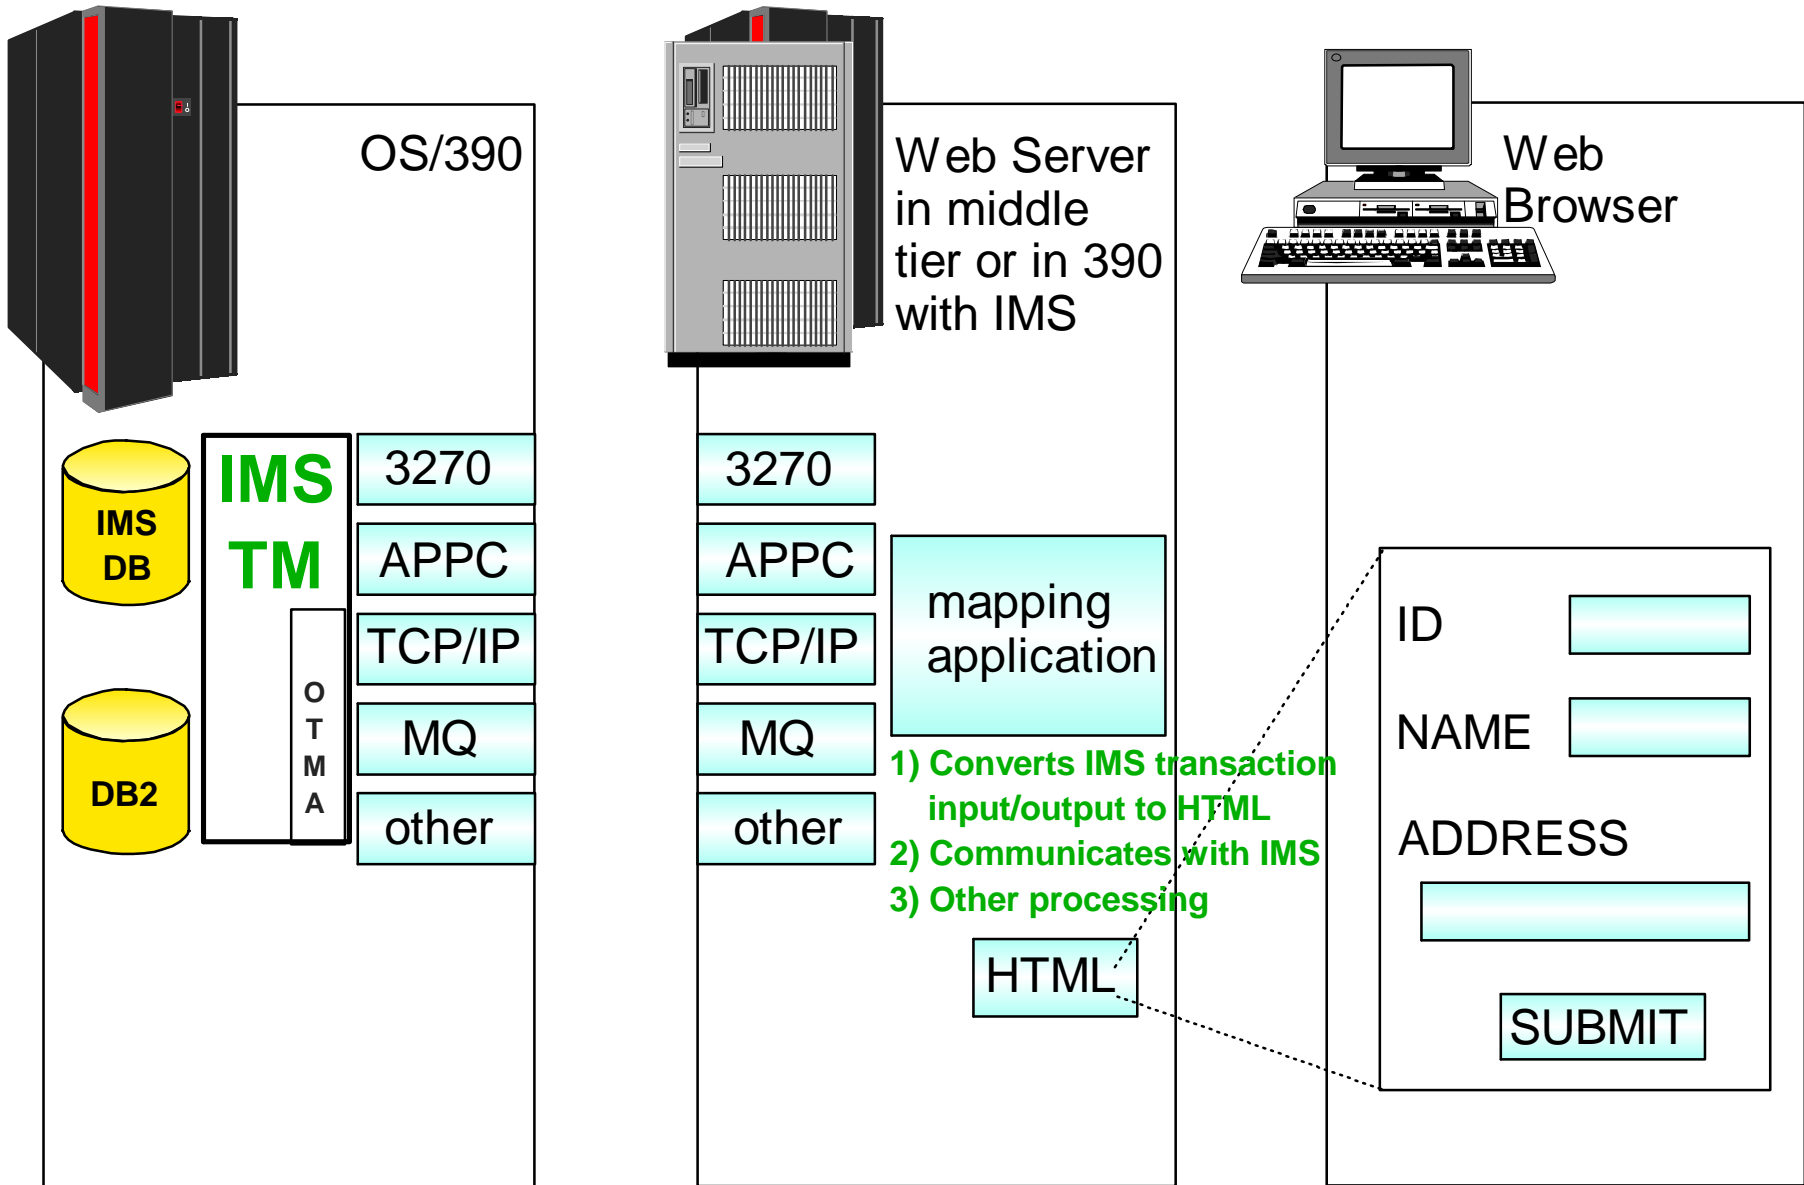 OS/390
IMS
DB
DB2
IMS
TM
O
T
M
A
3270
APPC
TCP/IP
MQ
other
Web Server
in middle
tier or in 390
with IMS
3270
APPC
TCP/IP
MQ
other
mapping
application
1) Converts IMS transaction
input/output to HTML
2) Communicates with IMS
3) Other processing
HTML
Web
Browser
ID
NAME
ADDRESS
SUBMIT